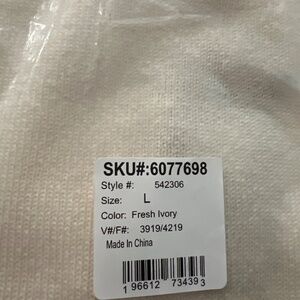 SKU#:6077698
Style #: 542306
Size: L
Color: Fresh Ivory
V#/F#: 3919/4219
Made In China
1 96612 73439 3